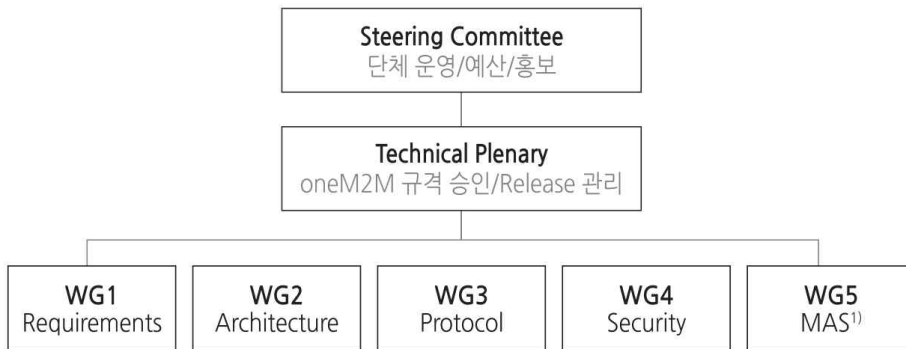 Steering Committee
단체 운영/예산/홍보
Technical Plenary
oneM2M 규격 승인/Release 관리
WG1
Requirements
WG2
Architecture
WG3
Protocol
WG4
Security
WG5
MAS1)